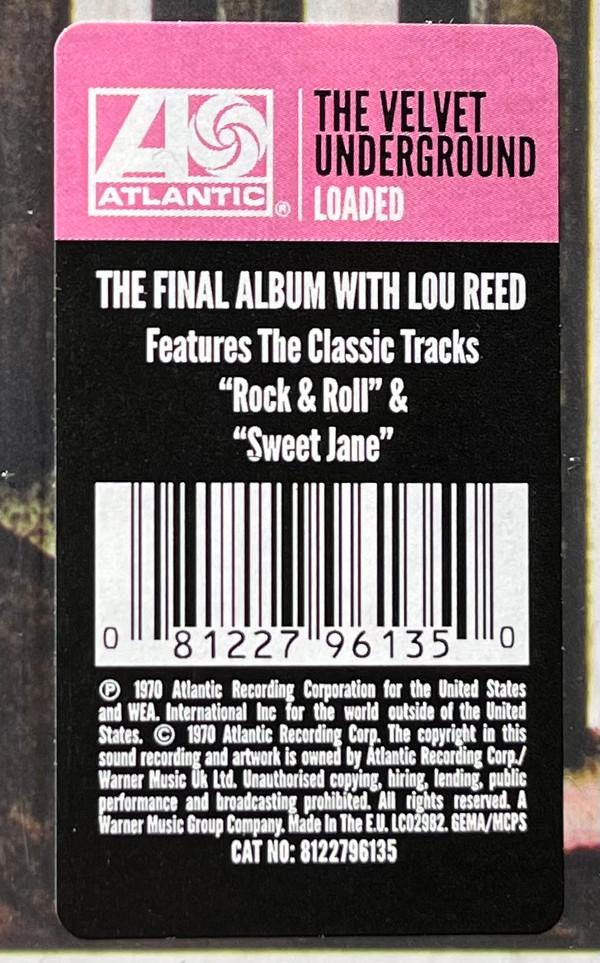 ATLANTIC®
THE VELVET
UNDERGROUND
LOADED
THE FINAL ALBUM WITH LOU REED
Features The Classic Tracks
“Rock & Roll” &
“Sweet Jane”
0 81227 96135 0
℗ 1970 Atlantic Recording Corporation for the United States
and WEA. International Inc for the world outside of the United
States. © 1970 Atlantic Recording Corp. The copyright in this
sound recording and artwork is owned by Atlantic Recording Corp./
Warner Music Uk Ltd. Unauthorised copying, hiring, lending, public
performance and broadcasting prohibited. All rights reserved. A
Warner Music Group Company. Made In The E.U. LC02982. GEMA/MCPS
CAT NO: 8122796135